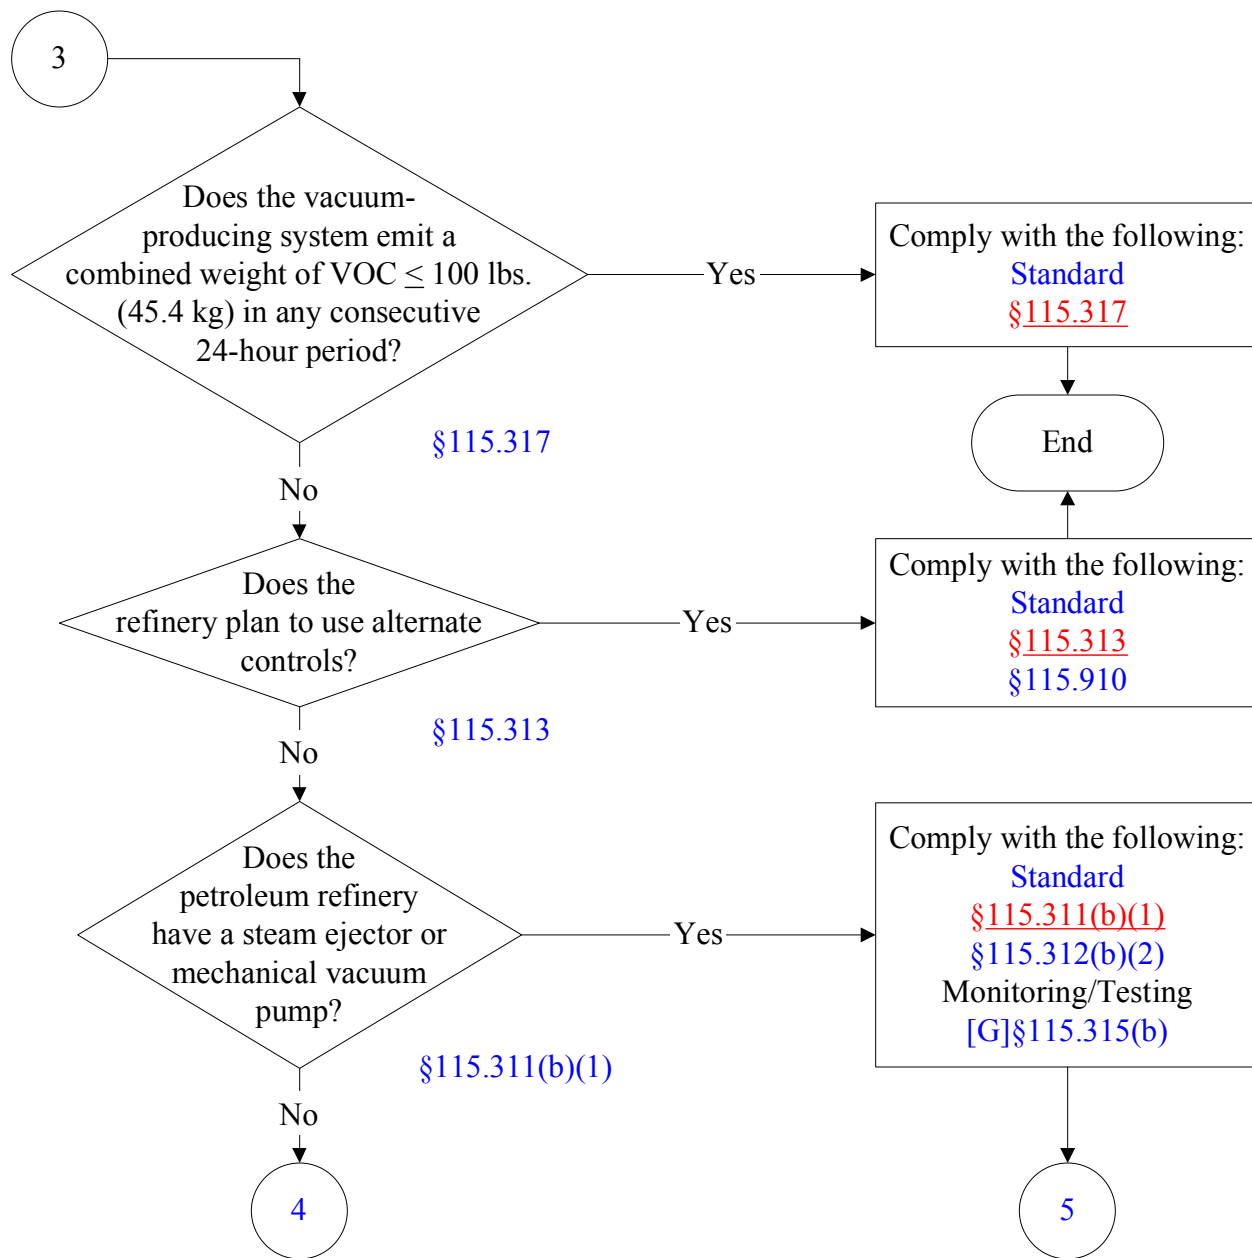 3
Does the vacuum-
producing system emit a
combined weight of VOC ≤ 100 lbs.
(45.4 kg) in any consecutive
24-hour period?
Yes
Comply with the following:
Standard
§115.317
§115.317
End
No
Does the
refinery plan to use alternate
controls?
Yes
Comply with the following:
Standard
§115.313
§115.910
§115.313
No
Does the
petroleum refinery
have a steam ejector or
mechanical vacuum
pump?
Yes
Comply with the following:
Standard
§115.311(b)(1)
§115.312(b)(2)
Monitoring/Testing
[G]§115.315(b)
§115.311(b)(1)
No
4
5